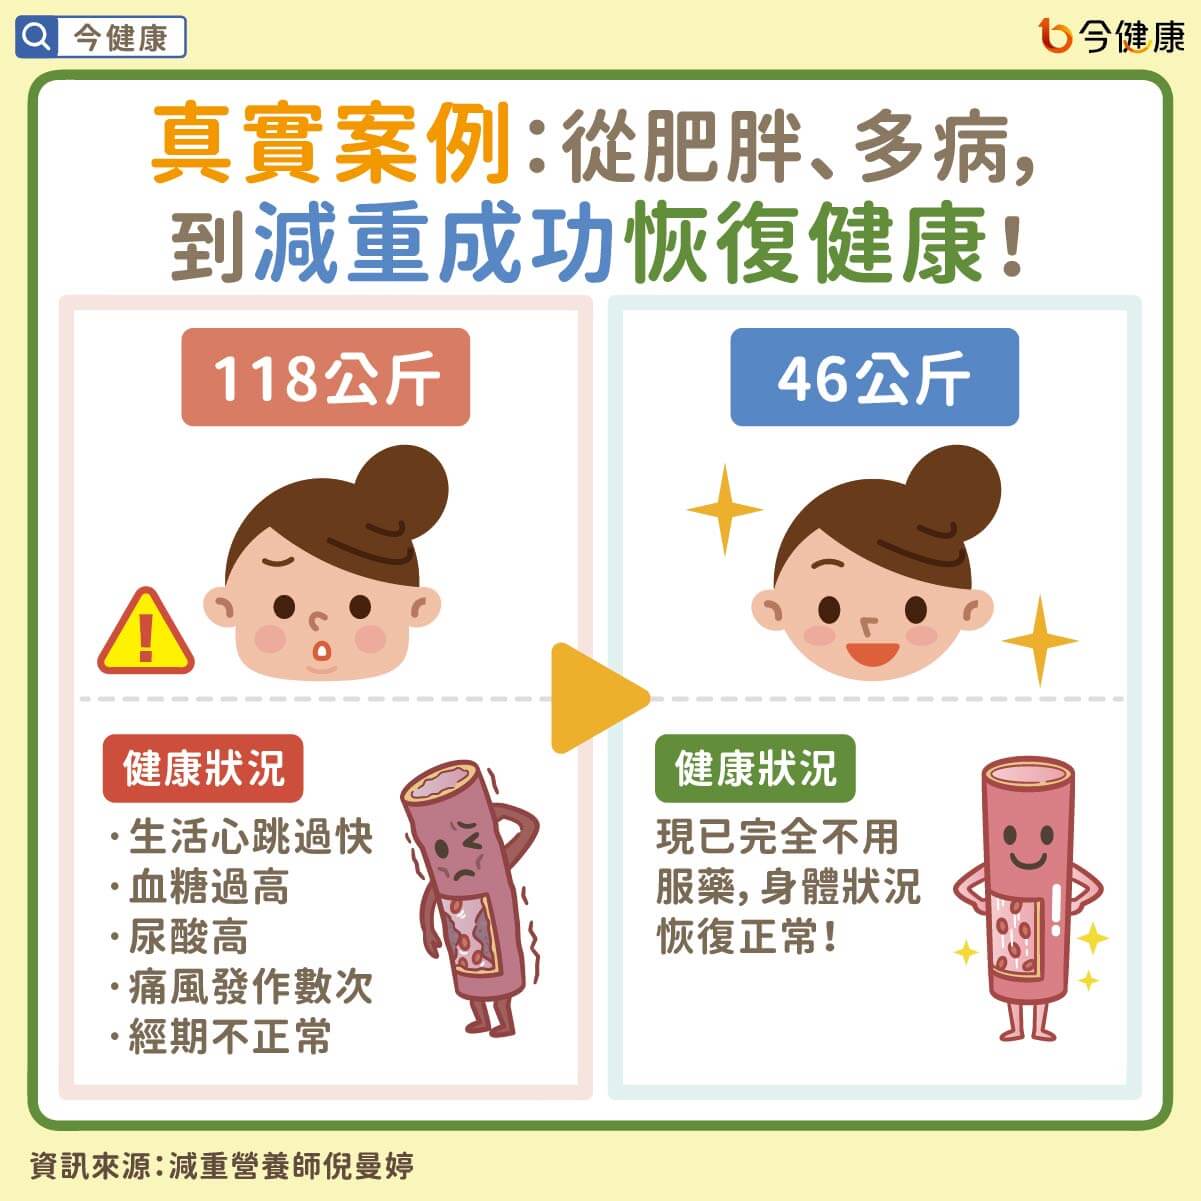 今健康
今健康
真實案例：從肥胖、多病，
到減重成功恢復健康！
118公斤
健康狀況
·生活心跳過快
·血糖過高
·尿酸高
·痛風發作數次
·經期不正常
46公斤
健康狀況
現已完全不用
服藥，身體狀況
恢復正常！
資訊來源：減重營養師倪曼婷